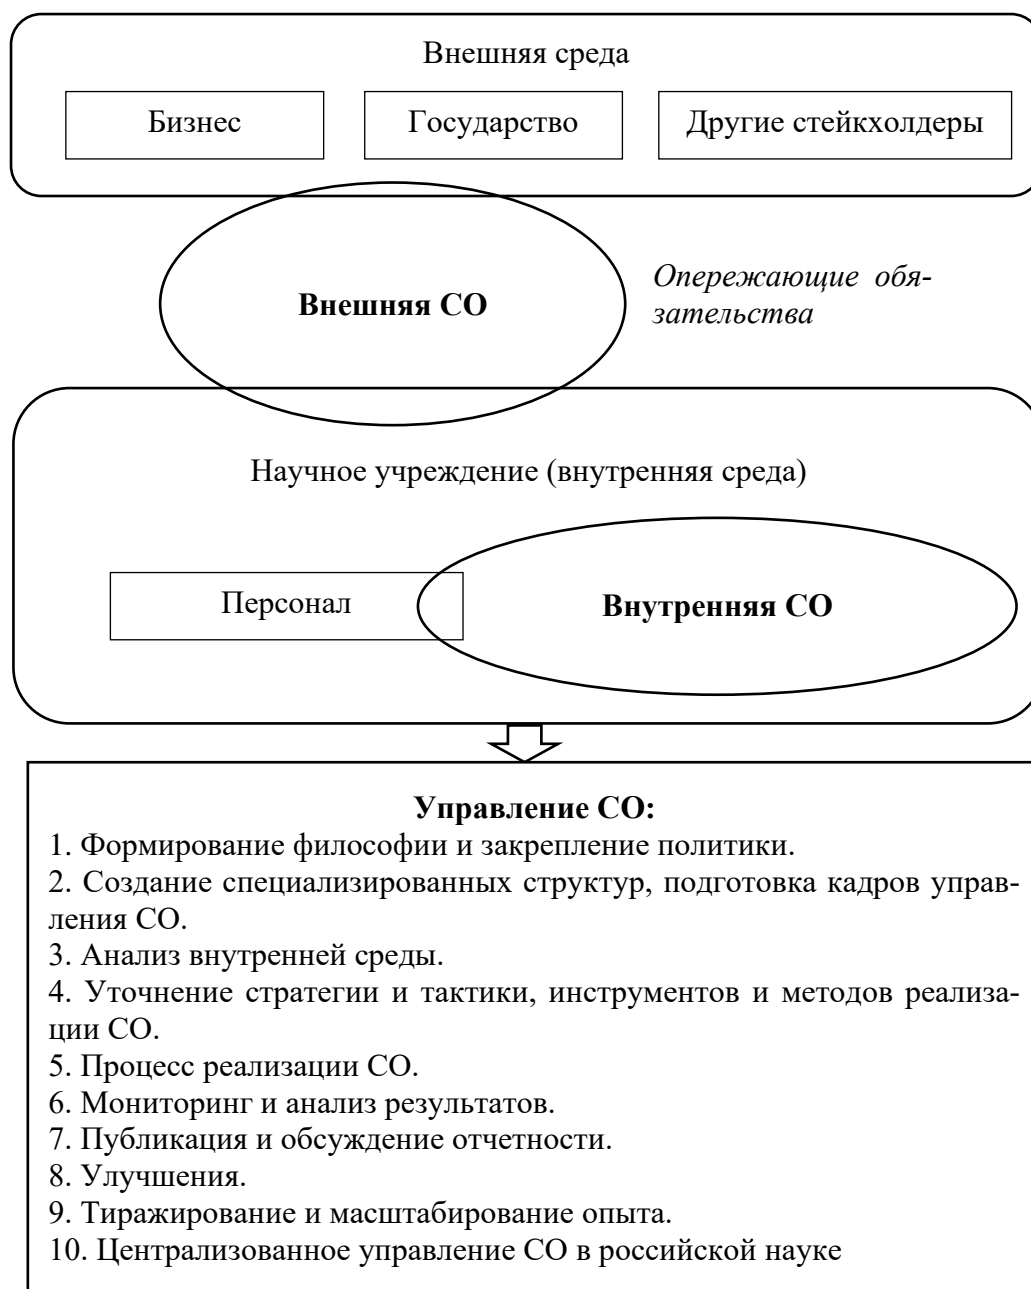 Внешняя среда
Бизнес
Государство
Другие стейкхолдеры
Внешняя СО
Опережающие обя-
зательства
Научное учреждение (внутренняя среда)
Персонал
Внутренняя СО
Управление СО:
1. Формирование философии и закрепление политики.
2. Создание специализированных структур, подготовка кадров управ-
ления СО.
3. Анализ внутренней среды.
4. Уточнение стратегии и тактики, инструментов и методов реализа-
ции СО.
5. Процесс реализации СО.
6. Мониторинг и анализ результатов.
7. Публикация и обсуждение отчетности.
8. Улучшения.
9. Тиражирование и масштабирование опыта.
10. Централизованное управление СО в российской науке